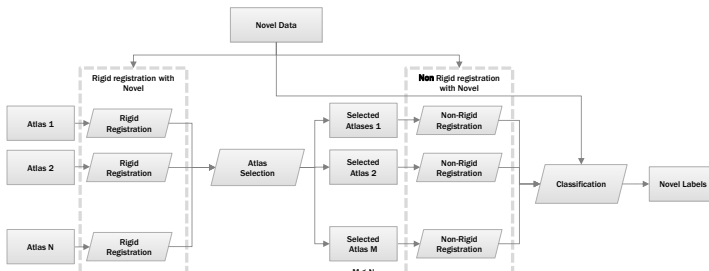 Novel Data
Rigid registration with
Novel
Non Rigid registration
with Novel
Atlas 1
Rigid
Registration
Selected
Atlases 1
Non-Rigid
Registration
Atlas 2
Rigid
Registration
Atlas
Selection
Selected
Atlas 2
Non-Rigid
Registration
Classification
Novel Labels
Atlas N
Rigid
Registration
Selected
Atlas M
Non-Rigid
Registration